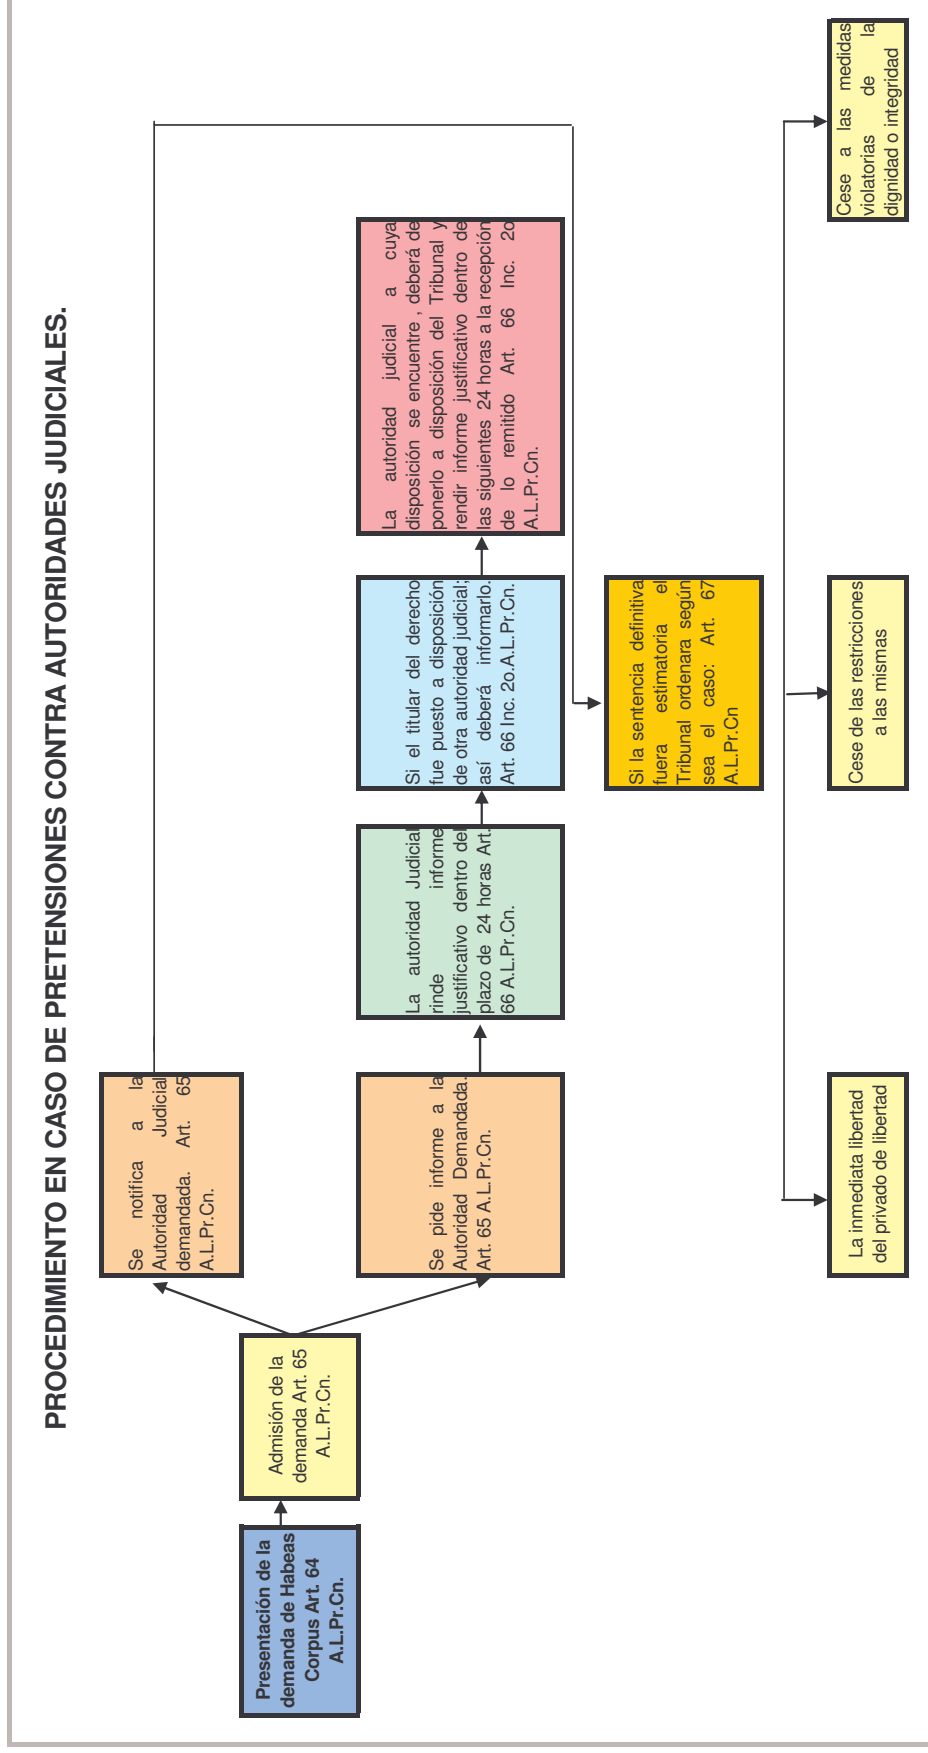 PROCEDIMIENTO EN CASO DE PRETENSIONES CONTRA AUTORIDADES JUDICIALES.
Presentación de la
demanda de Habeas
Corpus Art. 64
A.L.Pr.Cn.
Admisión de la
demanda Art. 65
A.L.Pr.Cn.
Se notifica a la
Autoridad Judicial
demandada. Art. 65
A.L.Pr.Cn.
Se pide informe a la
Autoridad Demandada.
Art. 65 A.L.Pr.Cn.
La autoridad Judicial
rinde informe
justificativo dentro del
plazo de 24 horas Art.
66 A.L.Pr.Cn.
Si el titular del derecho
fue puesto a disposición
de otra autoridad judicial;
así deberá informarlo.
Art. 66 Inc. 2o.A.L.Pr.Cn.
La autoridad judicial a cuya
disposición se encuentre , deberá de
ponerlo a disposición del Tribunal y
rendir informe justificativo dentro de
las siguientes 24 horas a la recepción
de lo remitido Art. 66 Inc. 2o
A.L.Pr.Cn.
Si la sentencia definitiva
fuera estimatoria el
Tribunal ordenara según
sea el caso: Art. 67
A.L.Pr.Cn
La inmediata libertad
del privado de libertad
Cese de las restricciones
a las mismas
Cese a las medidas
violatorias de la
dignidad o integridad